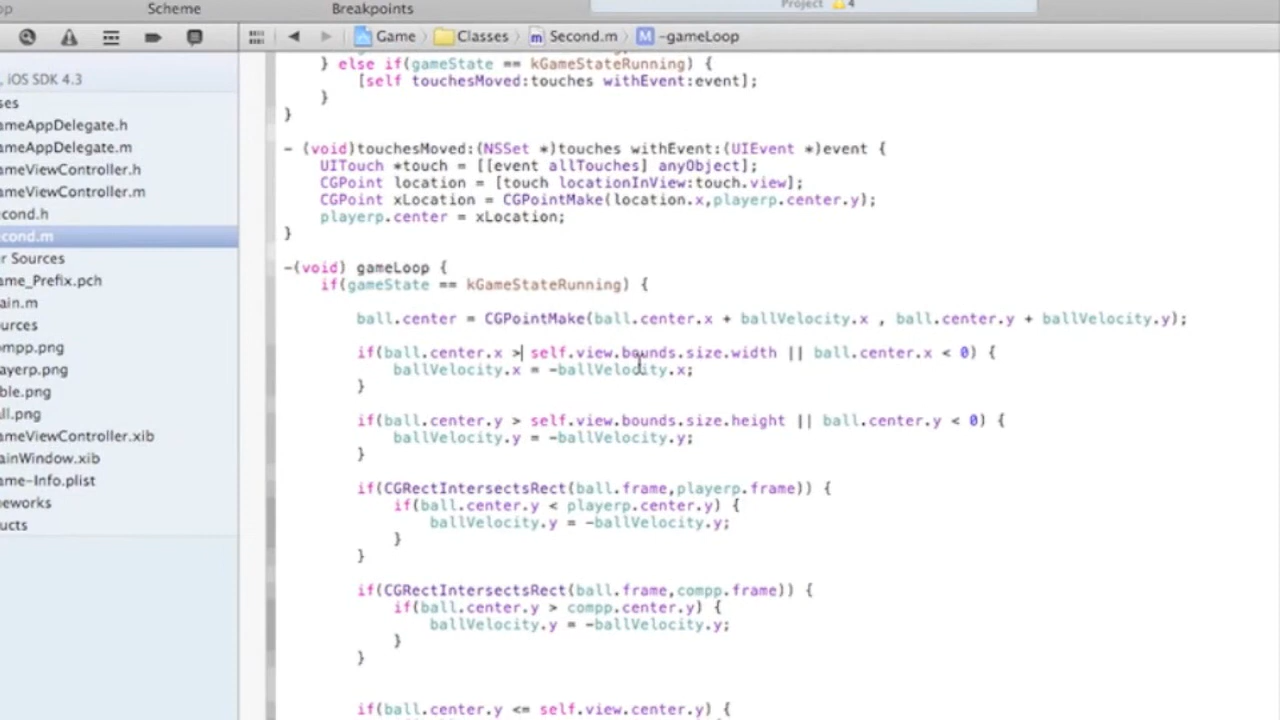 Scheme
Breakpoints
Project 4
Game
Classes
Second.m
M -gameLoop
, iOS SDK 4.3
ses
ameAppDelegate.h
ameAppDelegate.m
ameViewController.h
ameViewController.m
econd.h
cond.m
r Sources
ame_Prefix.pch
ain.m
ources
ompp.png
ayerp.png
ble.png
ll.png
ameViewController.xib
ainWindow.xib
ame-Info.plist
meworks
ucts
} else if(gameState == kGameStateRunning) {
[self touchesMoved:touches withEvent:event];
}
}
- (void)touchesMoved:(NSSet *)touches withEvent:(UIEvent *)event {
UITouch *touch = [[event allTouches] anyObject];
CGPoint location = [touch locationInView:touch.view];
CGPoint xLocation = CGPointMake(location.x,playerp.center.y);
playerp.center = xLocation;
}
-(void) gameLoop {
if(gameState == kGameStateRunning) {
ball.center = CGPointMake(ball.center.x + ballVelocity.x , ball.center.y + ballVelocity.y);
if(ball.center.x > self.view.bounds.size.width || ball.center.x < 0) {
ballVelocity.x = -ballVelocity.x;
}
if(ball.center.y > self.view.bounds.size.height || ball.center.y < 0) {
ballVelocity.y = -ballVelocity.y;
}
if(CGRectIntersectsRect(ball.frame,playerp.frame)) {
if(ball.center.y < playerp.center.y) {
ballVelocity.y = -ballVelocity.y;
}
}
if(CGRectIntersectsRect(ball.frame,compp.frame)) {
if(ball.center.y > compp.center.y) {
ballVelocity.y = -ballVelocity.y;
}
}
if(ball.center.y <= self.view.center.y) {